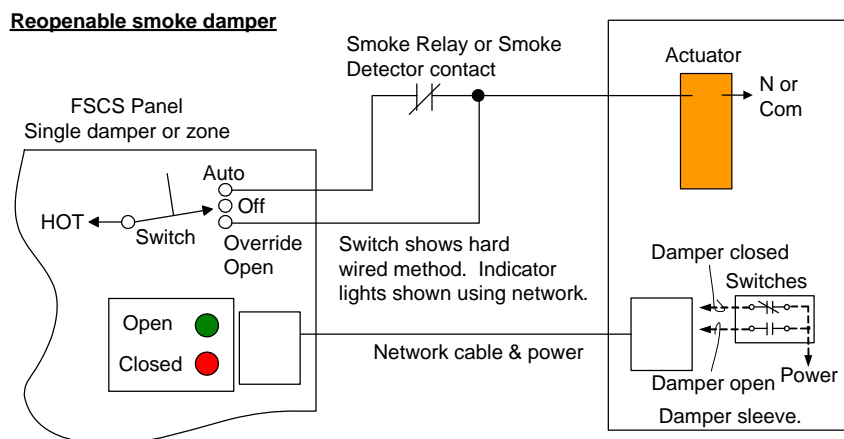 Reopenable smoke damper
Smoke Relay or Smoke
Detector contact
Actuator
N or
Com
FSCS Panel
Single damper or zone
Auto
Off
HOT
Switch
Override
Open
Switch shows hard
wired method. Indicator
lights shown using network.
Damper closed
Switches
Open
Closed
Network cable & power
Damper open
Power
Damper sleeve.